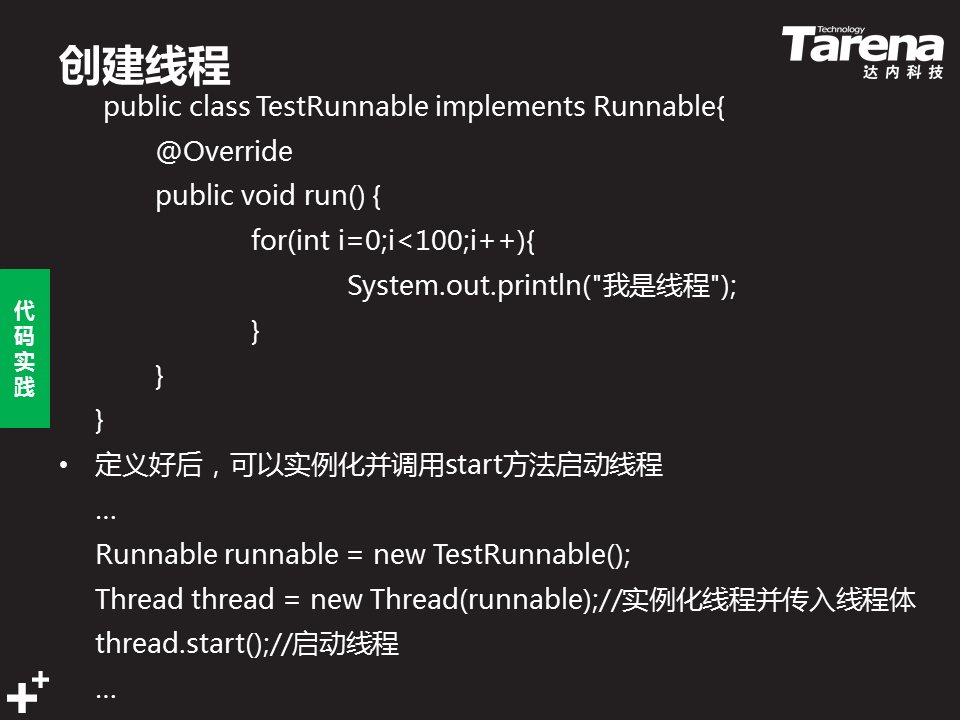 创建线程
Technology
Tarena
达内科技
public class TestRunnable implements Runnable{
@Override
public void run() {
for(int i=0;i<100;i++){
System.out.println("我是线程");
}
}
}
代码实践
• 定义好后，可以实例化并调用start方法启动线程
...
Runnable runnable = new TestRunnable();
Thread thread = new Thread(runnable);//实例化线程并传入线程体
thread.start();//启动线程
...
++